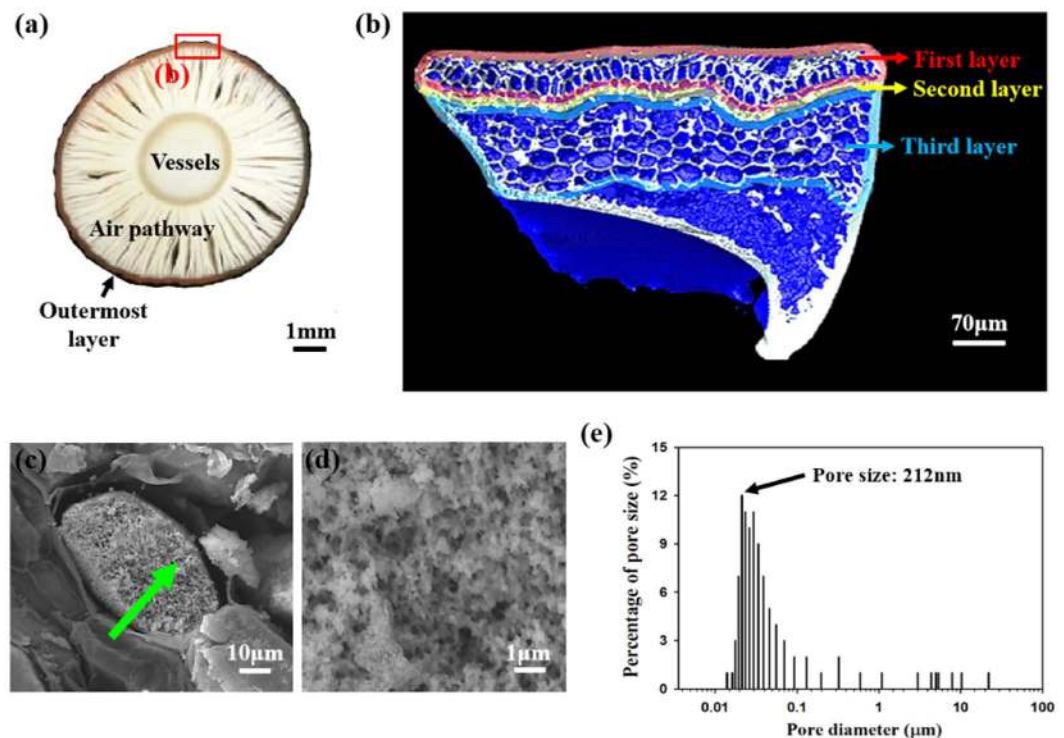 (a)
(b)
Vessels
Air pathway
Outermost
layer
1mm
(b)
First layer
Second layer
Third layer
70μm
(c)
10μm
(d)
1μm
(e)
Percentage of pore size (%)
15
12
9
6
3
0
Pore size: 212nm
0.01
0.1
1
10
100
Pore diameter (μm)